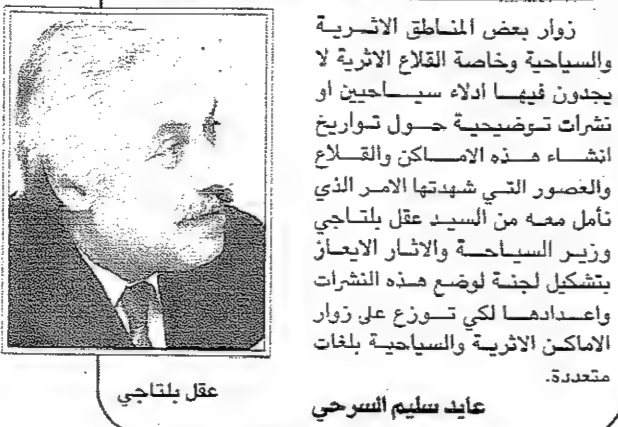 زوار بعض المناطق الاثرية
والسياحية وخاصة القلاع الاثرية لا
يجدون فيها ادلاء سياحيين او
نشرات توضيحية حول تواريخ
انشاء هذه الاماكن والقلاع
والعصور التي شهدتها الامر الذي
نأمل معه من السيد عقل بلتاجي
وزير السياحة والاثار الايعاز
بتشكيل لجنة لوضع هذه النشرات
واعدادها لكي توزع على زوار
الاماكن الاثرية والسياحية بلغات
متعددة.
عايد سليم السرحي
عقل بلتاجي